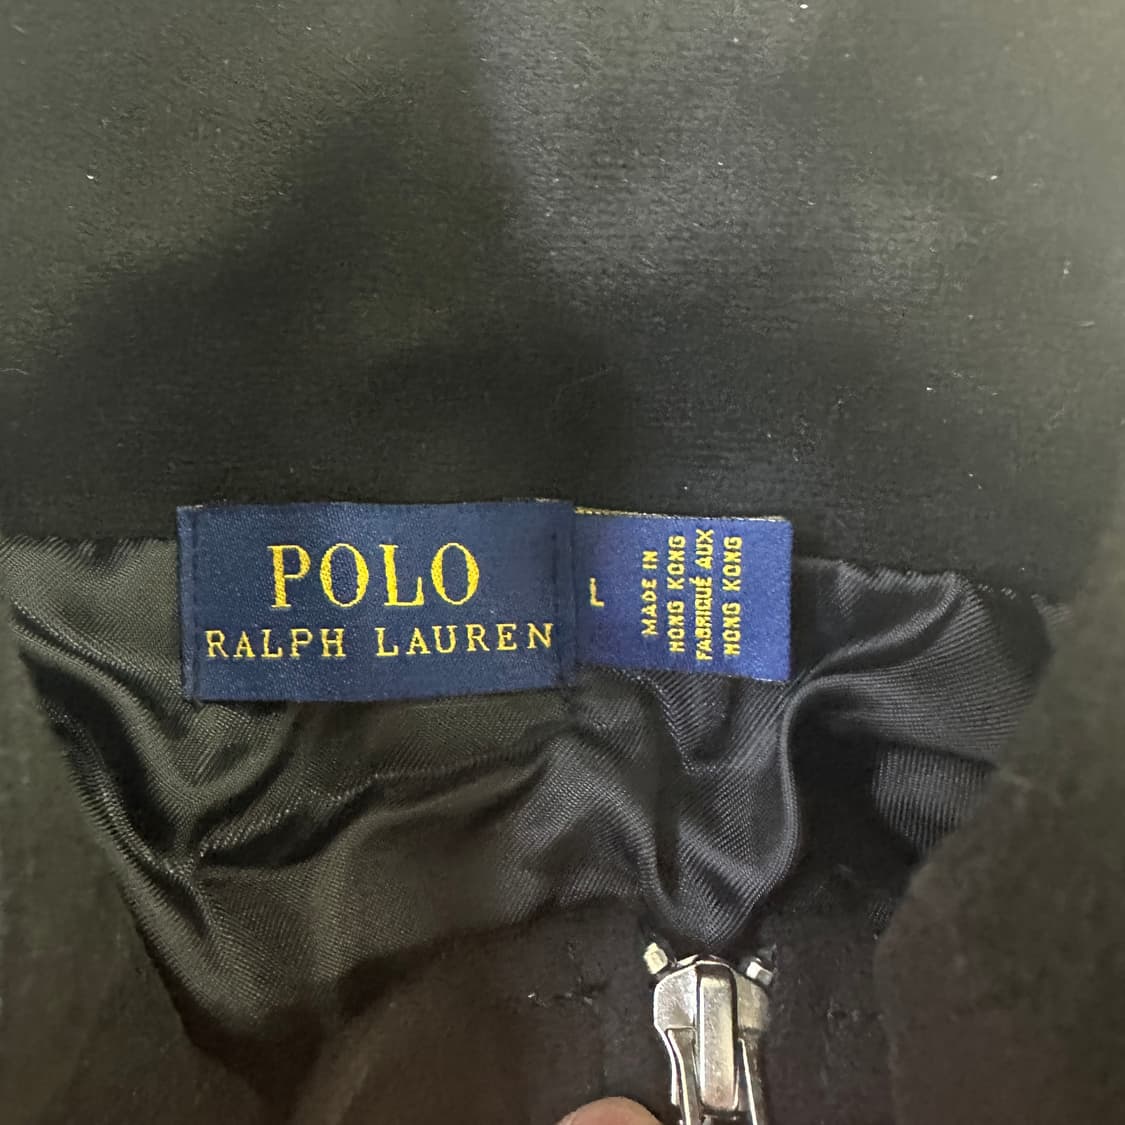 POLO
RALPH LAUREN
L
MADE IN
HONG KONG
FABRIQUÉ AUX
HONG KONG